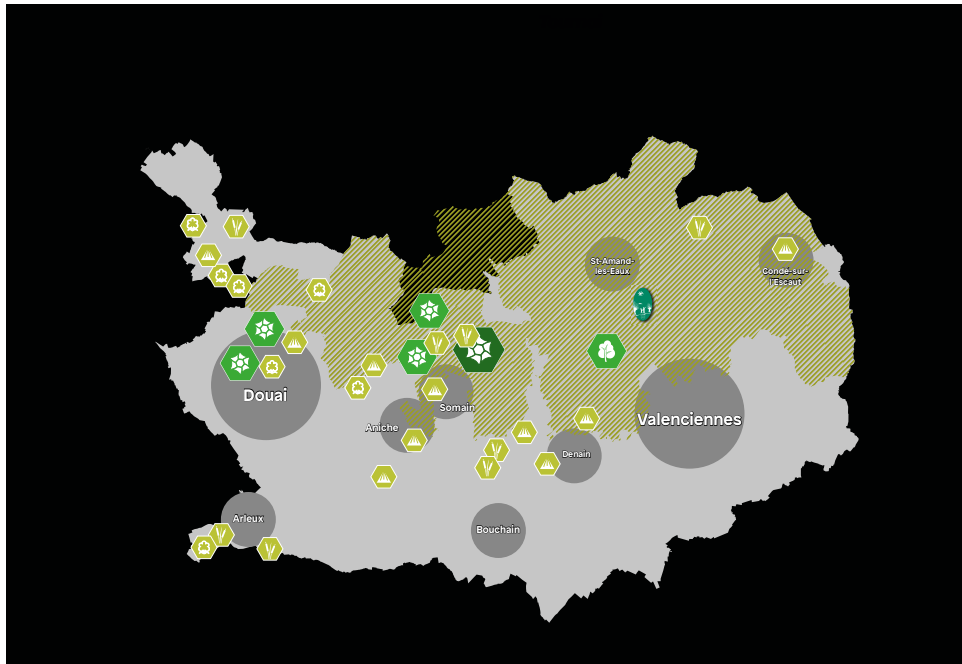 St-Amand-
les-Eaux
Condé-sur-
l'Escaut
Douai
Somain
Aniche
Valenciennes
Denain
Arleux
Bouchain